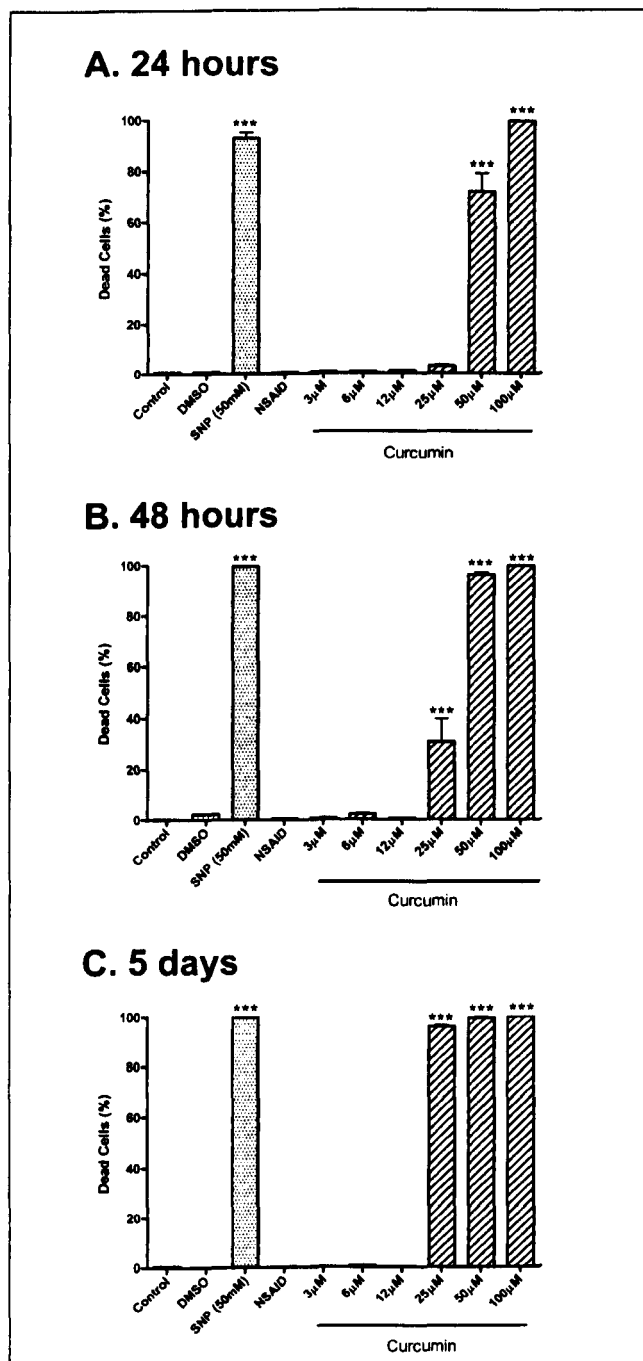 A. 24 hours
Dead Cells (%)
100
80
60
40
20
0
***
***
***
Control
DMSO
SNP (50mM)
NSAID
3µM
6µM
12µM
25µM
50µM
100µM
Curcumin
B. 48 hours
Dead Cells (%)
100
80
60
40
20
0
***
***
***
***
Control
DMSO
SNP (50mM)
NSAID
3µM
6µM
12µM
25µM
50µM
100µM
Curcumin
C. 5 days
Dead Cells (%)
100
80
60
40
20
0
***
***
***
***
Control
DMSO
SNP (50mM)
NSAID
3µM
6µM
12µM
25µM
50µM
100µM
Curcumin